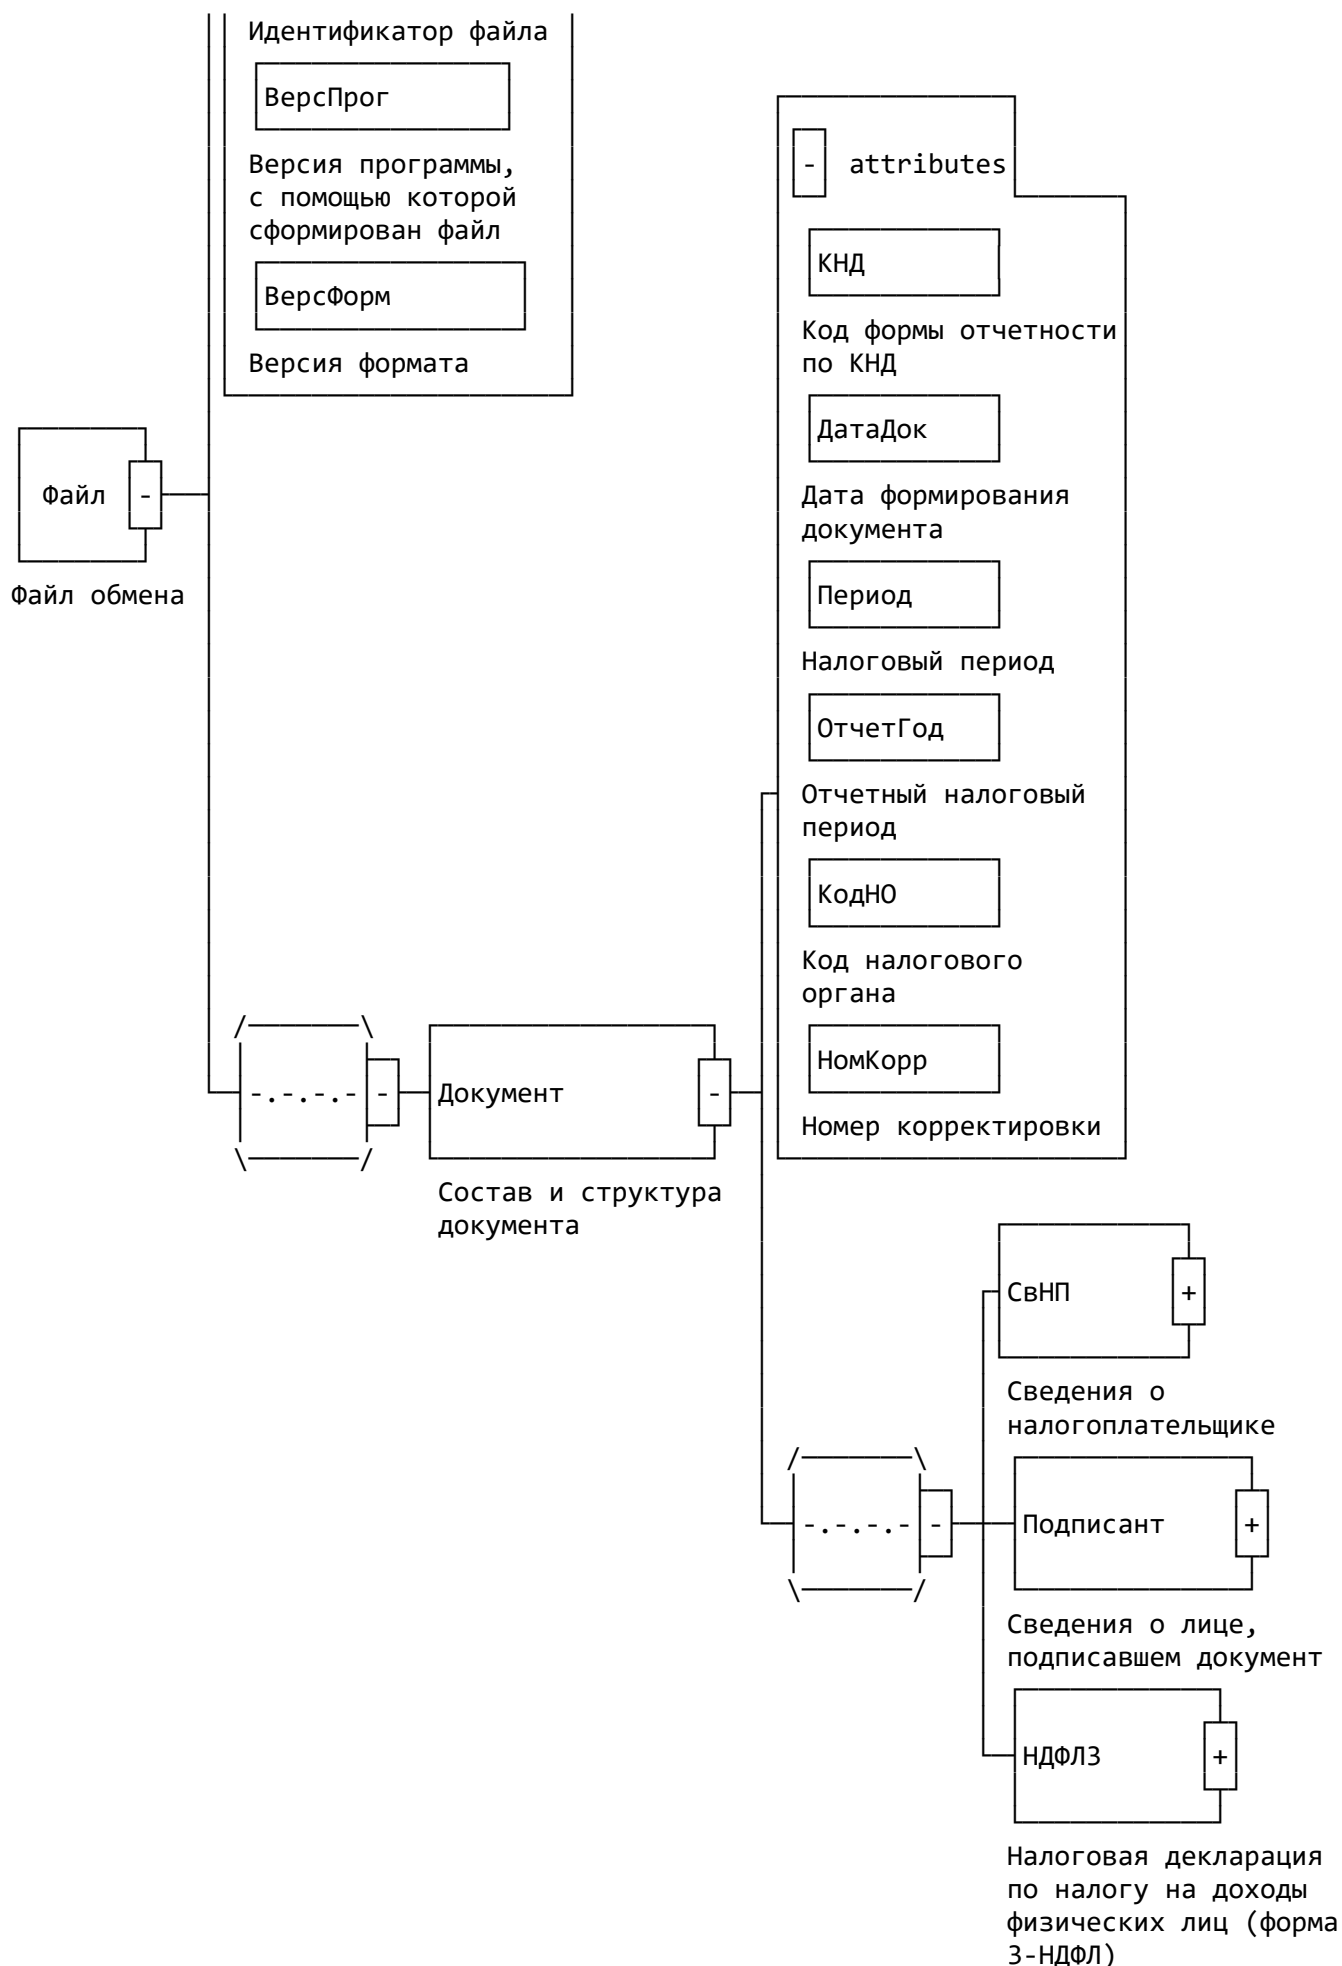 Идентификатор файла
ВерсПрог
Версия программы,
с помощью которой
сформирован файл
ВерсФорм
Версия формата
Файл -
Файл обмена
- attributes
КНД
Код формы отчетности
по КНД
ДатаДок
Дата формирования
документа
Период
Налоговый период
ОтчетГод
Отчетный налоговый
период
КодНО
Код налогового
органа
НомКорр
Номер корректировки
-.-.-.- -
Документ -
Состав и структура
документа
СвНП +
Сведения о
налогоплательщике
-.-.-.- -
Подписант +
Сведения о лице,
подписавшем документ
НДФЛ3 +
Налоговая декларация
по налогу на доходы
физических лиц (форма
3-НДФЛ)